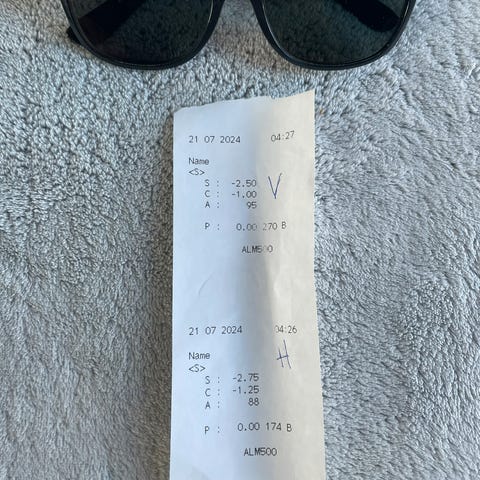 21 07 2024 04:27
Name
<S>
S : -2.50 V
C : -1.00
A : 95
P : 0.00 270 B
ALM500
21 07 2024 04:26
Name H
<S>
S : -2.75
C : -1.25
A : 88
P : 0.00 174 B
ALM500